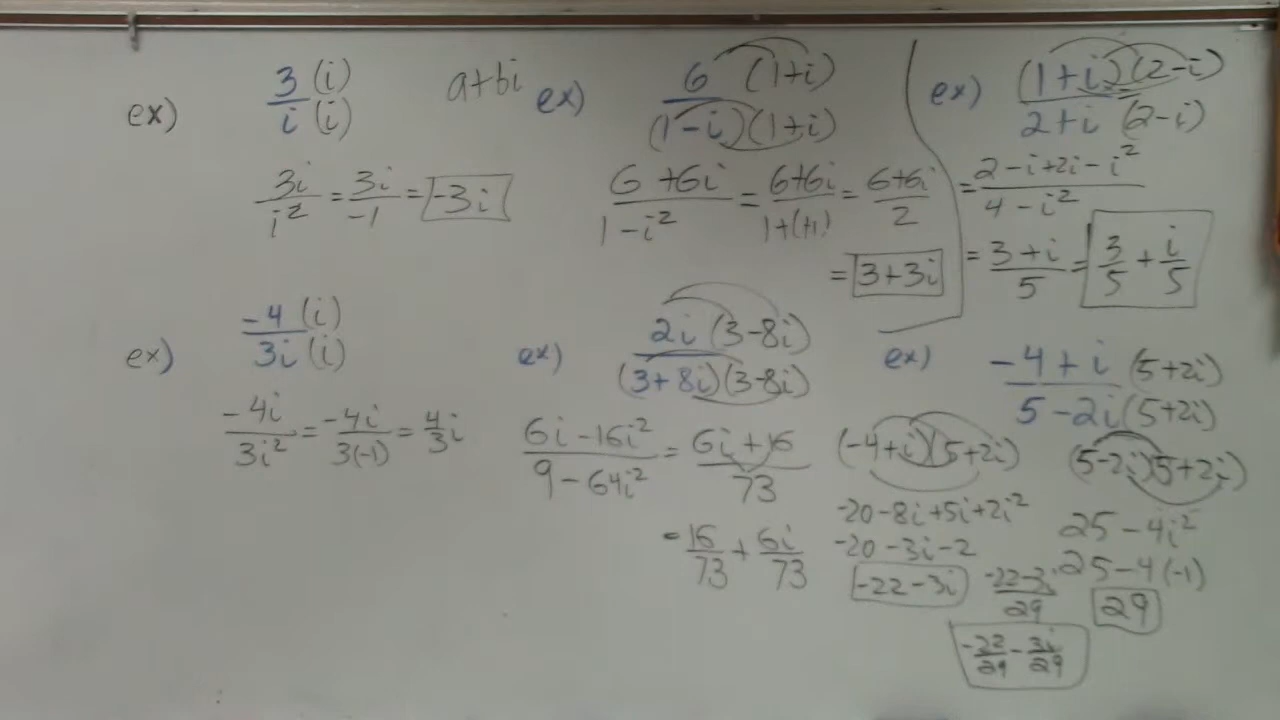 ex) 3 (i) / i (i)
3i / i² = 3i / -1 = -3i
a+bi
ex) 6 (1+i) / (1-i)(1+i)
6+6i / 1-i² = 6+6i / 1+(+1) = 6+6i / 2
= 3+3i
ex) (1+i)(2-i) / 2+i (2-i)
= 2-i+2i-i² / 4-i²
= 3+i / 5 = 3/5 + i/5
ex) -4 (i) / 3i (i)
-4i / 3i² = -4i / 3(-1) = 4/3 i
ex) 2i (3-8i) / (3+8i)(3-8i)
6i-16i² / 9-64i² = 6i+16 / 73
= 16/73 + 6i/73
ex) -4+i (5+2i) / 5-2i (5+2i)
(-4+i)(5+2i)
-20-8i+5i+2i²
-20-3i-2
-22-3i
(5-2i)(5+2i)
25-4i²
25-4(-1)
29
-22-3i / 29
-22/29 - 3i/29